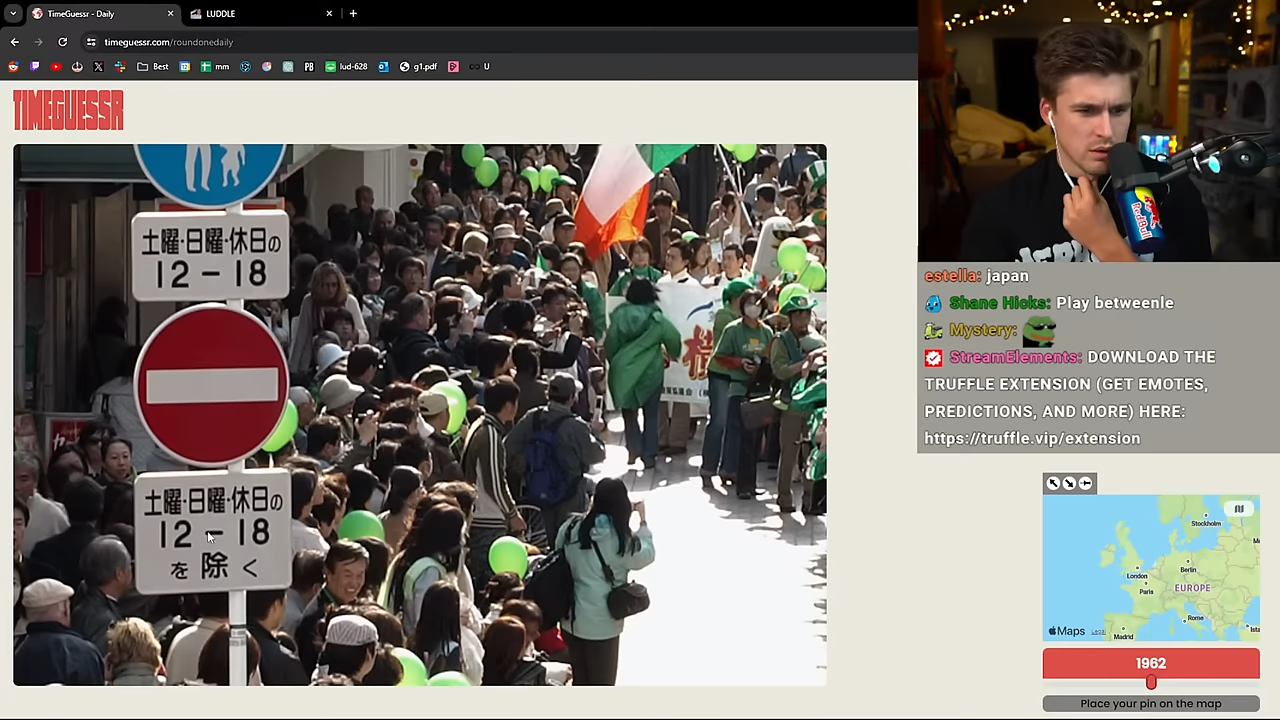 TimeGuessr - Daily
LUDDLE
timeguessr.com/roundonedaily
Best
mm
PB
lud-628
g1.pdf
U
TIMEGUESSR
土曜・日曜・休日の
12－18
土曜・日曜・休日の
12－18
を除く
横
RedBull
estella: japan
Shane Hicks: Play betweenle
Mystery:
StreamElements: DOWNLOAD THE
TRUFFLE EXTENSION (GET EMOTES,
PREDICTIONS, AND MORE) HERE:
https://truffle.vip/extension
Stockholm
London
Berlin
Paris
EUROPE
Rome
Madrid
Maps
1962
Place your pin on the map